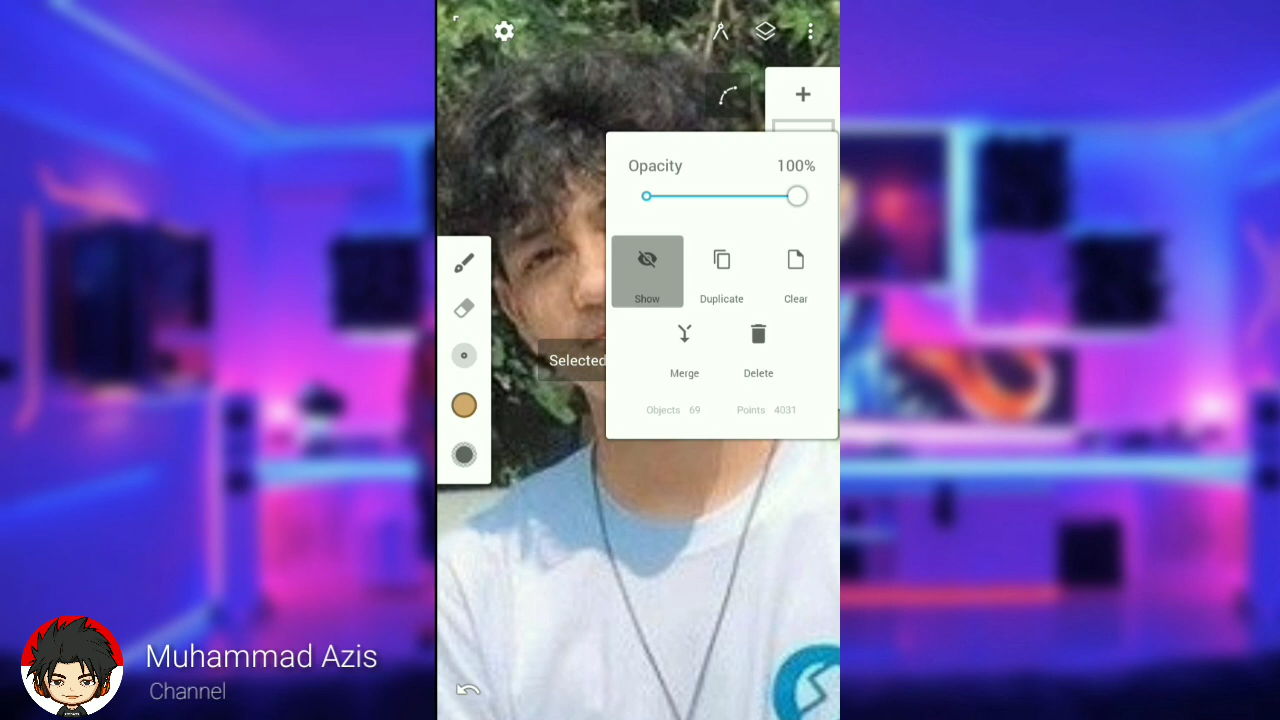 Opacity 100%
Show Duplicate Clear
Selected
Merge Delete
Objects 69 Points 4031
Muhammad Azis
Channel